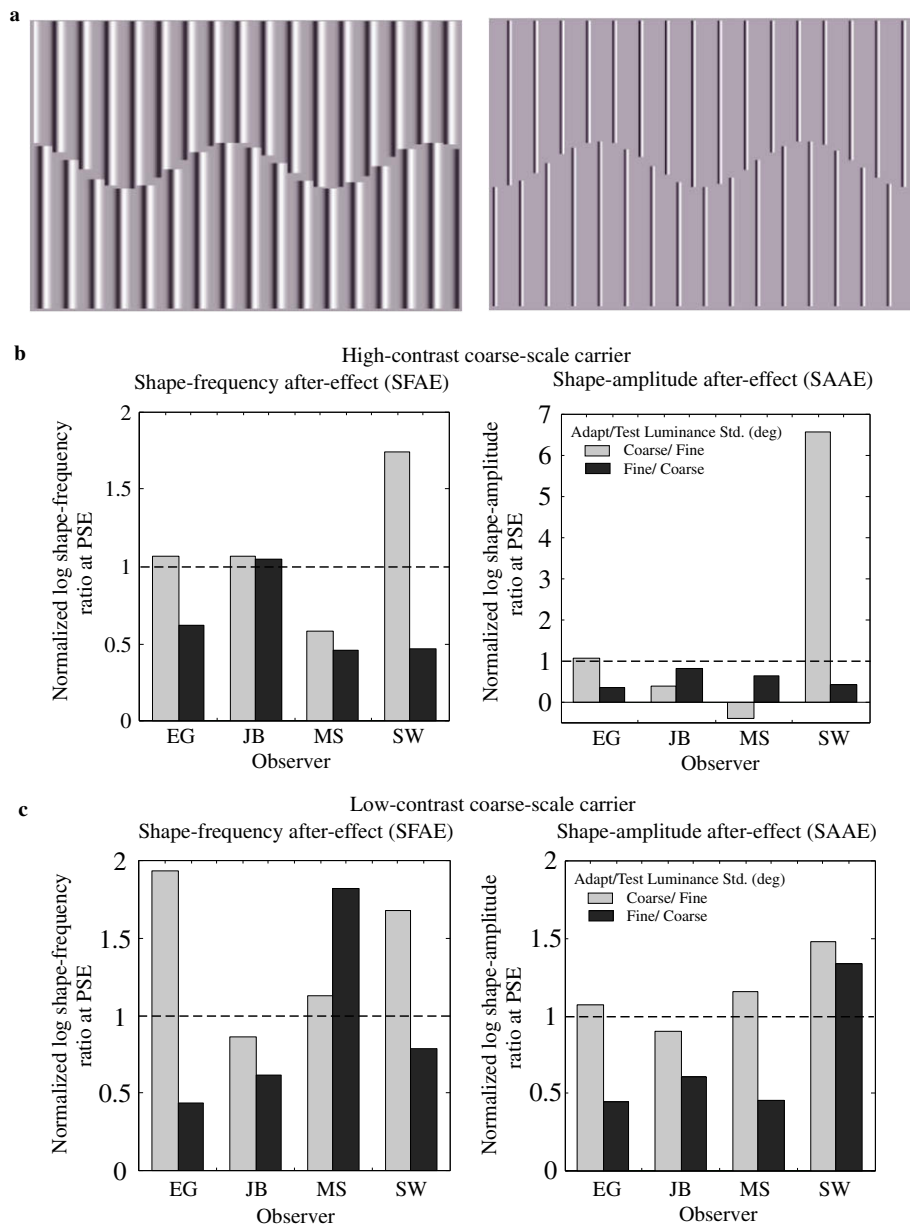 a
b
High-contrast coarse-scale carrier
Shape-frequency after-effect (SFAE)
Normalized log shape-frequency
ratio at PSE
2
1.5
1
0.5
0
EG JB MS SW
Observer
Shape-amplitude after-effect (SAAE)
Normalized log shape-amplitude
ratio at PSE
7
6
5
4
3
2
1
0
Adapt/Test Luminance Std. (deg)
Coarse/ Fine
Fine/ Coarse
EG JB MS SW
Observer
c
Low-contrast coarse-scale carrier
Shape-frequency after-effect (SFAE)
Normalized log shape-frequency
ratio at PSE
2
1.5
1
0.5
0
EG JB MS SW
Observer
Shape-amplitude after-effect (SAAE)
Normalized log shape-amplitude
ratio at PSE
2
1.5
1
0.5
0
Adapt/Test Luminance Std. (deg)
Coarse/ Fine
Fine/ Coarse
EG JB MS SW
Observer